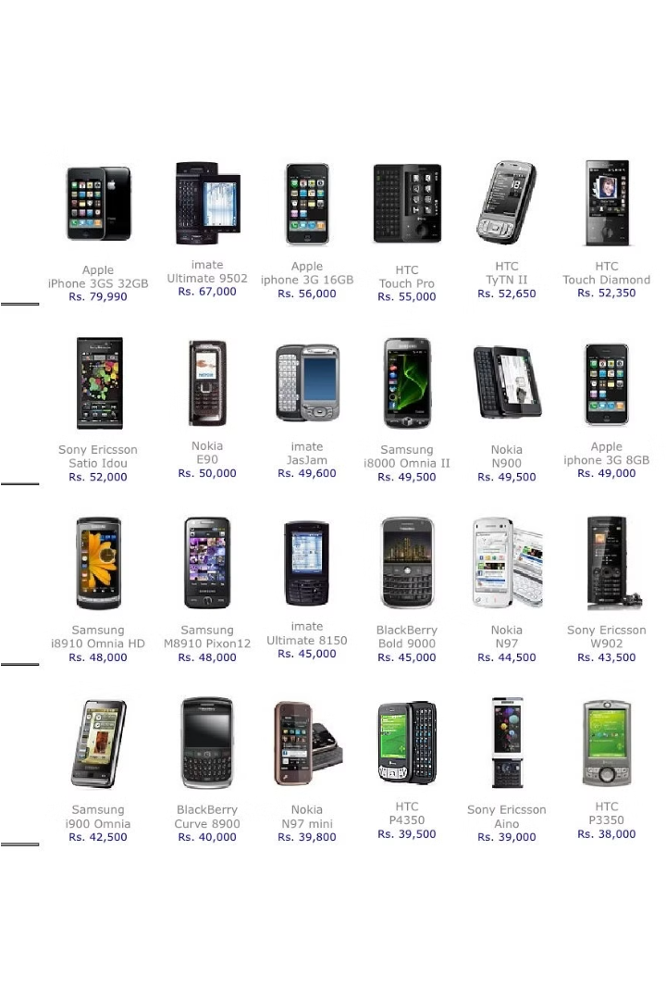 Apple
iPhone 3GS 32GB
Rs. 79,990
imate
Ultimate 9502
Rs. 67,000
Apple
iphone 3G 16GB
Rs. 56,000
HTC
Touch Pro
Rs. 55,000
HTC
TyTN II
Rs. 52,650
HTC
Touch Diamond
Rs. 52,350
Sony Ericsson
Satio Idou
Rs. 52,000
Nokia
E90
Rs. 50,000
imate
JasJam
Rs. 49,600
Samsung
i8000 Omnia II
Rs. 49,500
Nokia
N900
Rs. 49,500
Apple
iphone 3G 8GB
Rs. 49,000
Samsung
i8910 Omnia HD
Rs. 48,000
Samsung
M8910 Pixon12
Rs. 48,000
imate
Ultimate 8150
Rs. 45,000
BlackBerry
Bold 9000
Rs. 45,000
Nokia
N97
Rs. 44,500
Sony Ericsson
W902
Rs. 43,500
Samsung
i900 Omnia
Rs. 42,500
BlackBerry
Curve 8900
Rs. 40,000
Nokia
N97 mini
Rs. 39,800
HTC
P4350
Rs. 39,500
Sony Ericsson
Aino
Rs. 39,000
HTC
P3350
Rs. 38,000